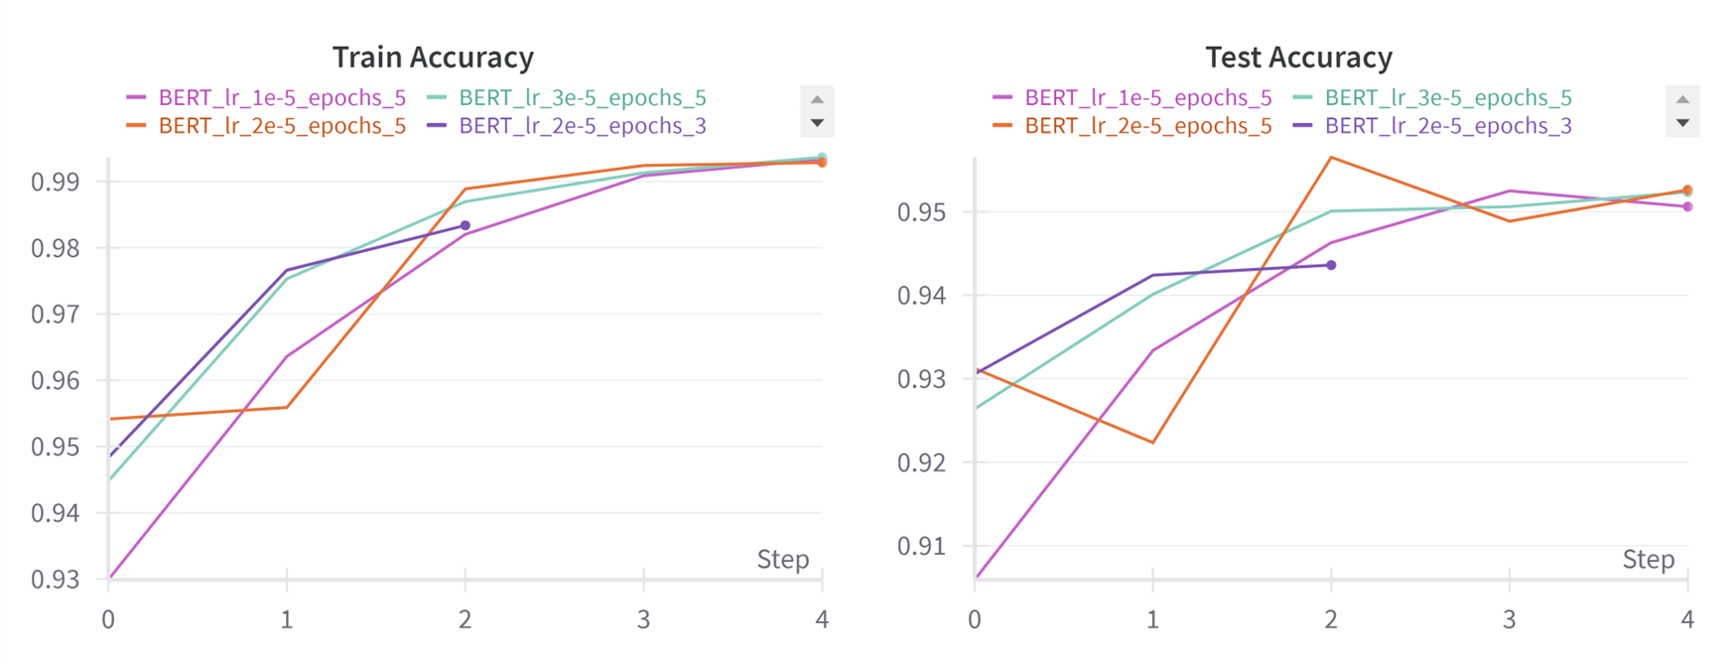 Train Accuracy
BERT_lr_1e-5_epochs_5 BERT_lr_3e-5_epochs_5
BERT_lr_2e-5_epochs_5 BERT_lr_2e-5_epochs_3
0.99
0.98
0.97
0.96
0.95
0.94
0.93
Step
0 1 2 3 4
Test Accuracy
BERT_lr_1e-5_epochs_5 BERT_lr_3e-5_epochs_5
BERT_lr_2e-5_epochs_5 BERT_lr_2e-5_epochs_3
0.95
0.94
0.93
0.92
0.91
Step
0 1 2 3 4